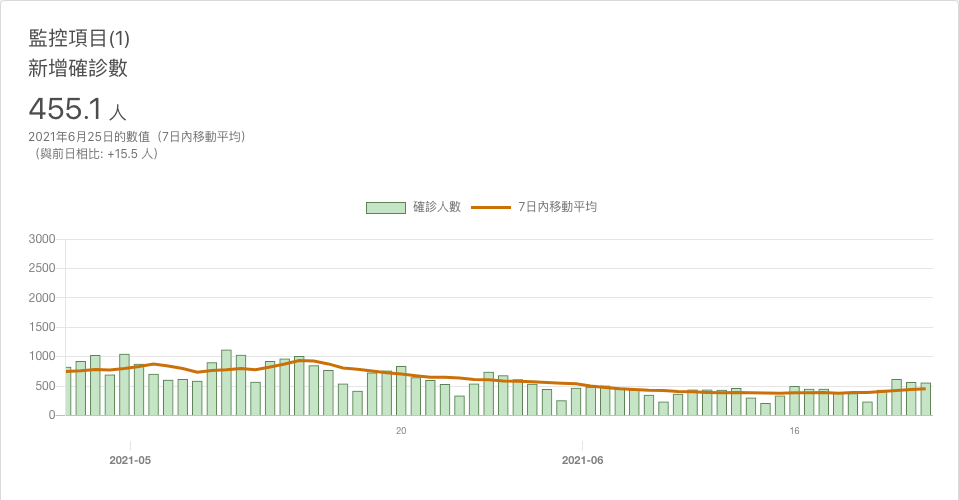 監控項目(1)
新增確診數
455.1 人
2021年6月25日的數值（7日內移動平均）
（與前日相比: +15.5 人）
確診人數 7日內移動平均
3000
2500
2000
1500
1000
500
0
20 16
2021-05 2021-06